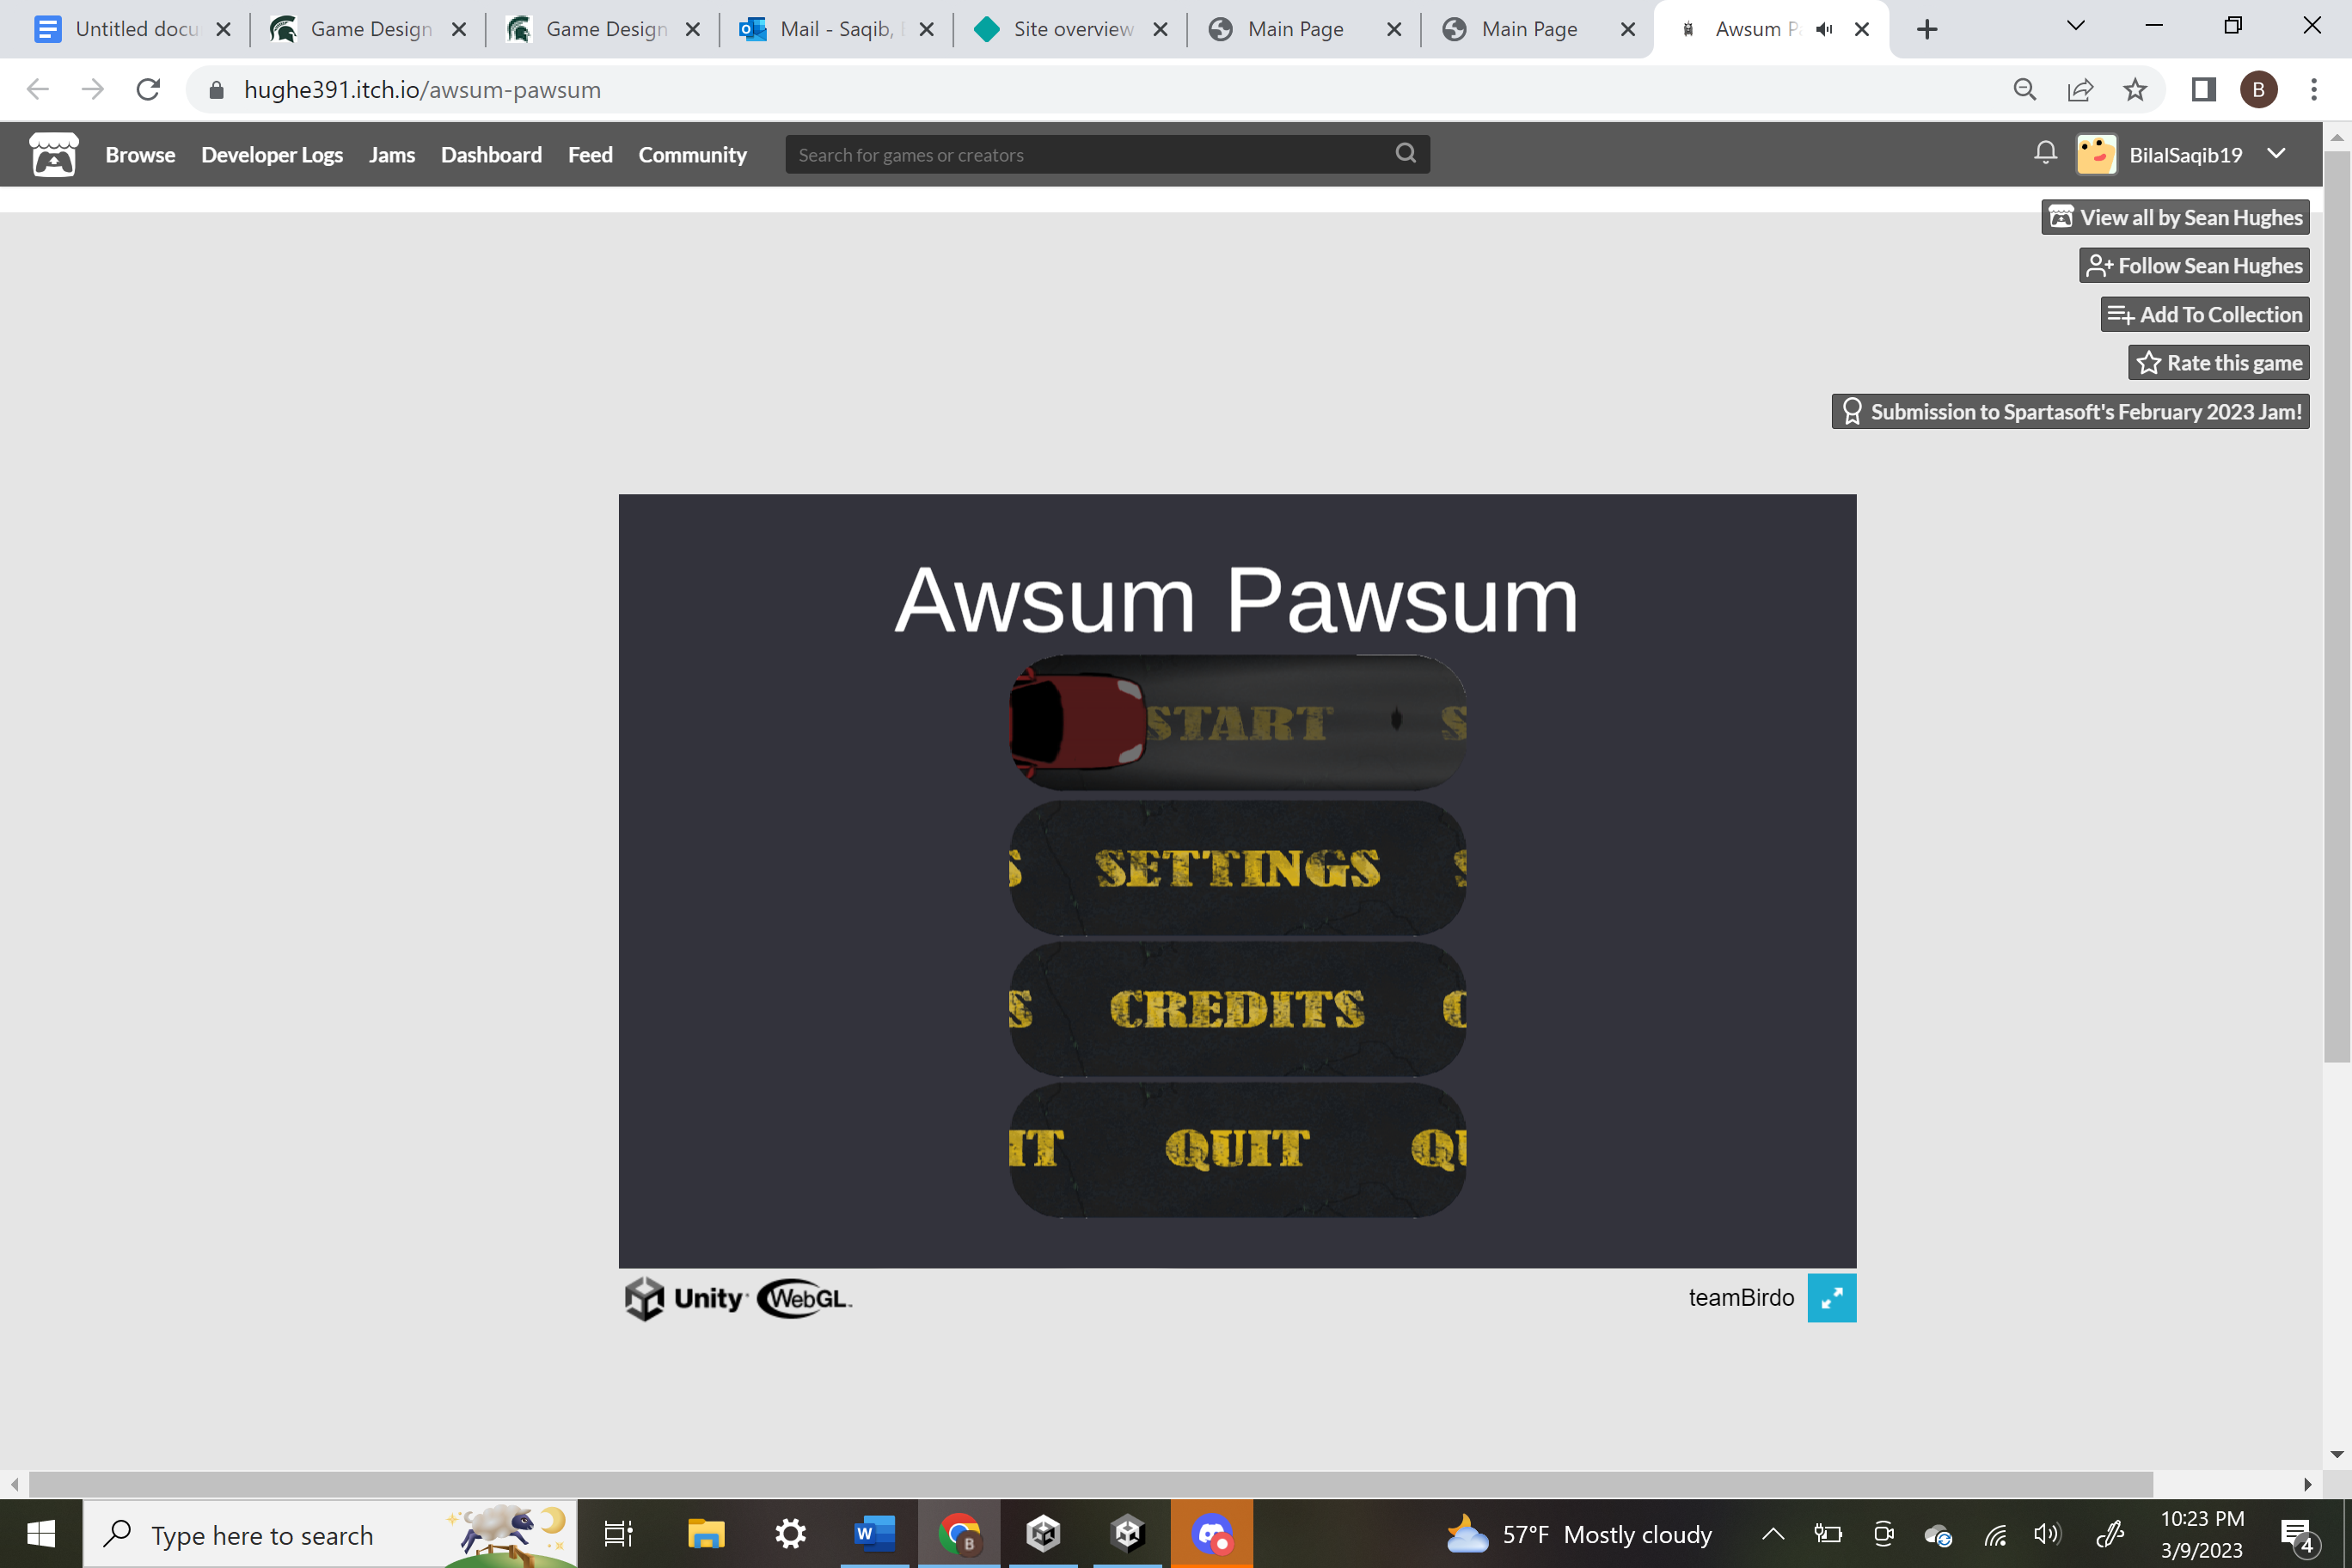 Untitled docu
Game Design
Game Design
Mail - Saqib,
Site overview
Main Page
Main Page
Awsum P
hughe391.itch.io/awsum-pawsum
B
Browse
Developer Logs
Jams
Dashboard
Feed
Community
Search for games or creators
BilalSaqib19
View all by Sean Hughes
Follow Sean Hughes
Add To Collection
Rate this game
Submission to Spartasoft's February 2023 Jam!
Awsum Pawsum
START S
S SETTINGS S
S CREDITS C
IT QUIT QU
Unity WebGL
teamBirdo
Type here to search
57°F Mostly cloudy
10:23 PM
3/9/2023
4